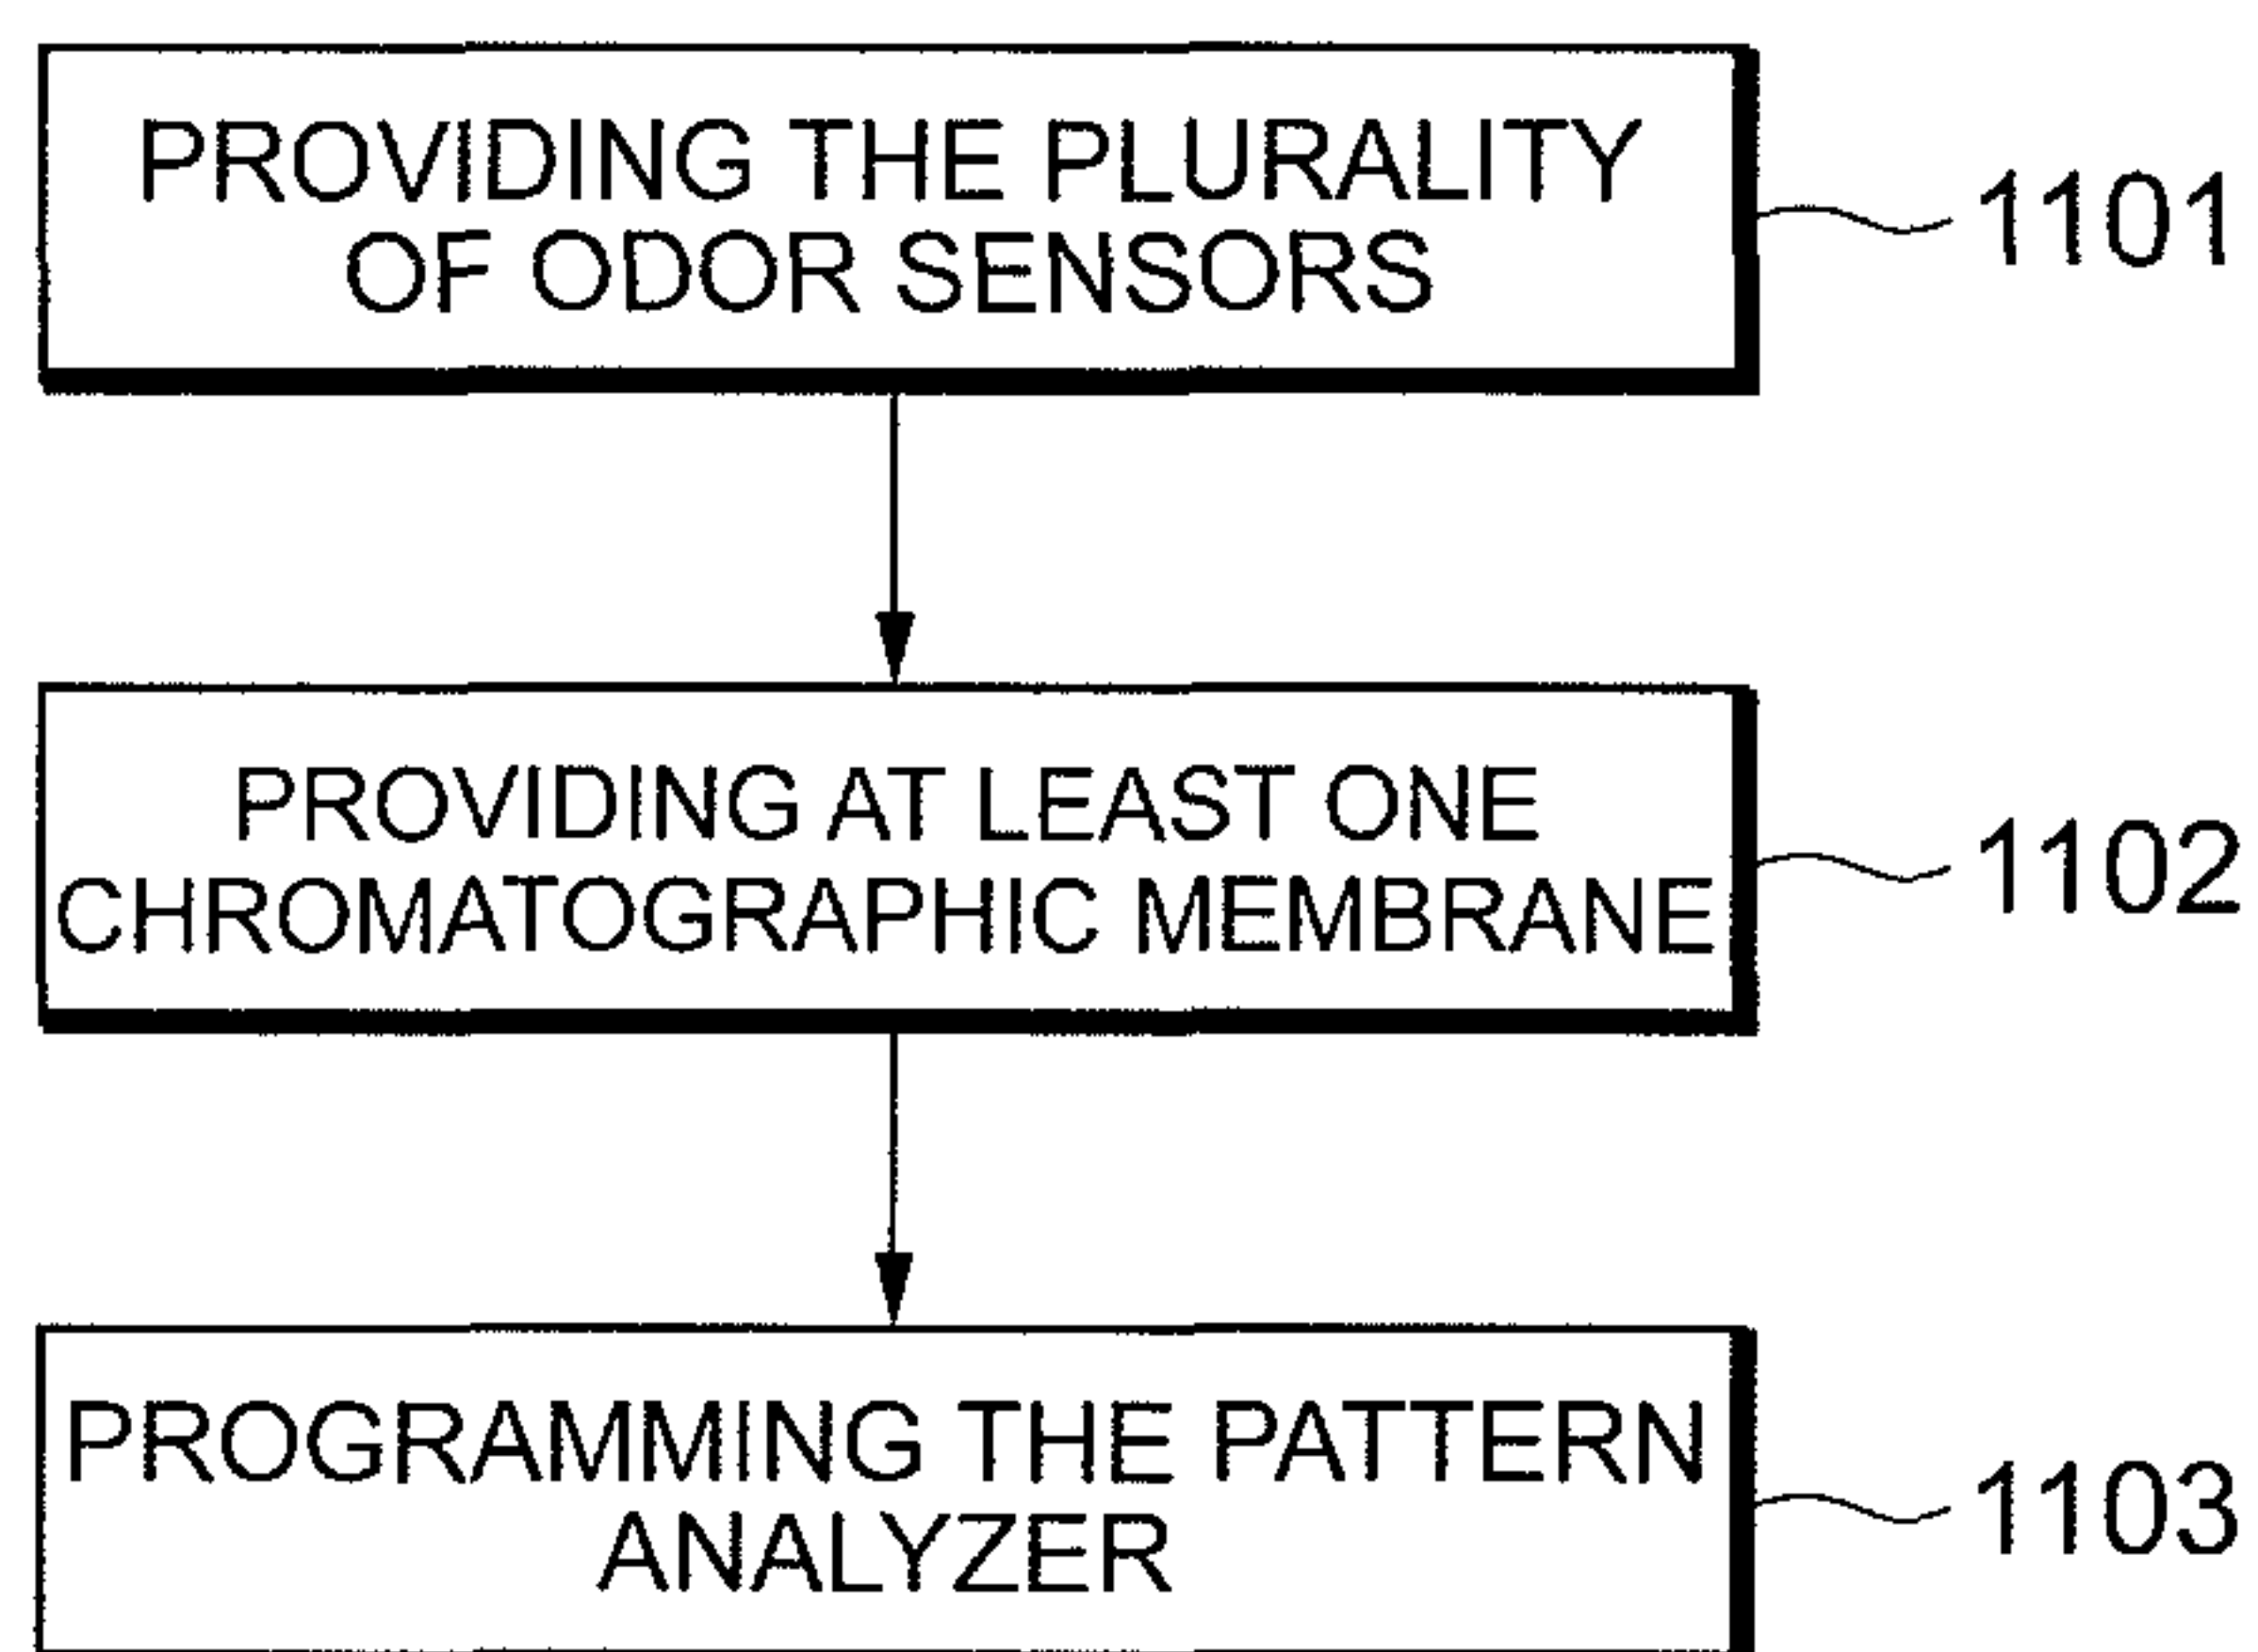 PROVIDING THE PLURALITY
OF ODOR SENSORS
1101
PROVIDING AT LEAST ONE
CHROMATOGRAPHIC MEMBRANE
1102
PROGRAMMING THE PATTERN
ANALYZER
1103